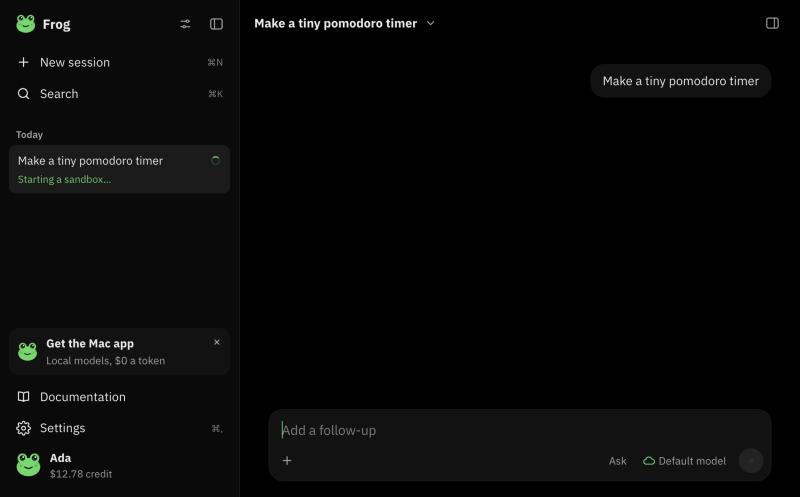 Frog
New session ⌘N
Search ⌘K
Today
Make a tiny pomodoro timer
Starting a sandbox...
Get the Mac app
Local models, $0 a token
Documentation
Settings ⌘,
Ada
$12.78 credit
Make a tiny pomodoro timer
Make a tiny pomodoro timer
Add a follow-up
Ask
Default model